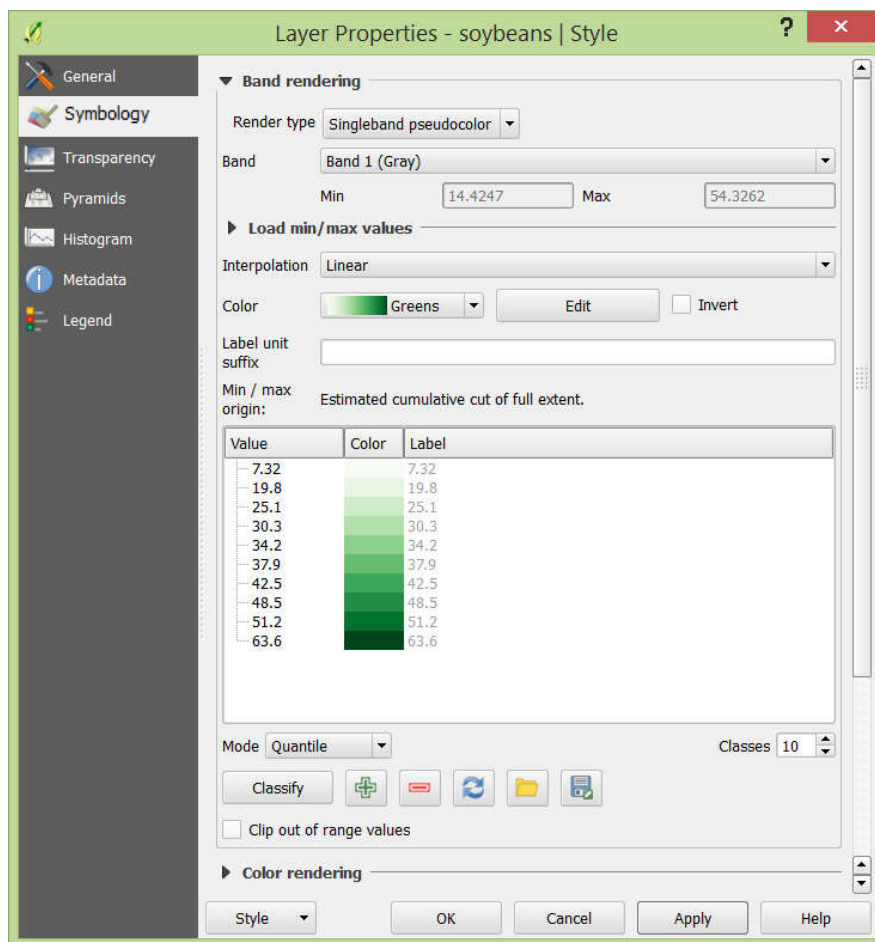 Layer Properties - soybeans | Style
?
×
General
Symbology
Transparency
Pyramids
Histogram
Metadata
Legend
Band rendering
Render type Singleband pseudocolor
Band Band 1 (Gray)
Min 14.4247 Max 54.3262
Load min/max values
Interpolation Linear
Color Greens Edit Invert
Label unit
suffix
Min / max
origin: Estimated cumulative cut of full extent.
Value Color Label
7.32 7.32
19.8 19.8
25.1 25.1
30.3 30.3
34.2 34.2
37.9 37.9
42.5 42.5
48.5 48.5
51.2 51.2
63.6 63.6
Mode Quantile Classes 10
Classify
Clip out of range values
Color rendering
Style OK Cancel Apply Help